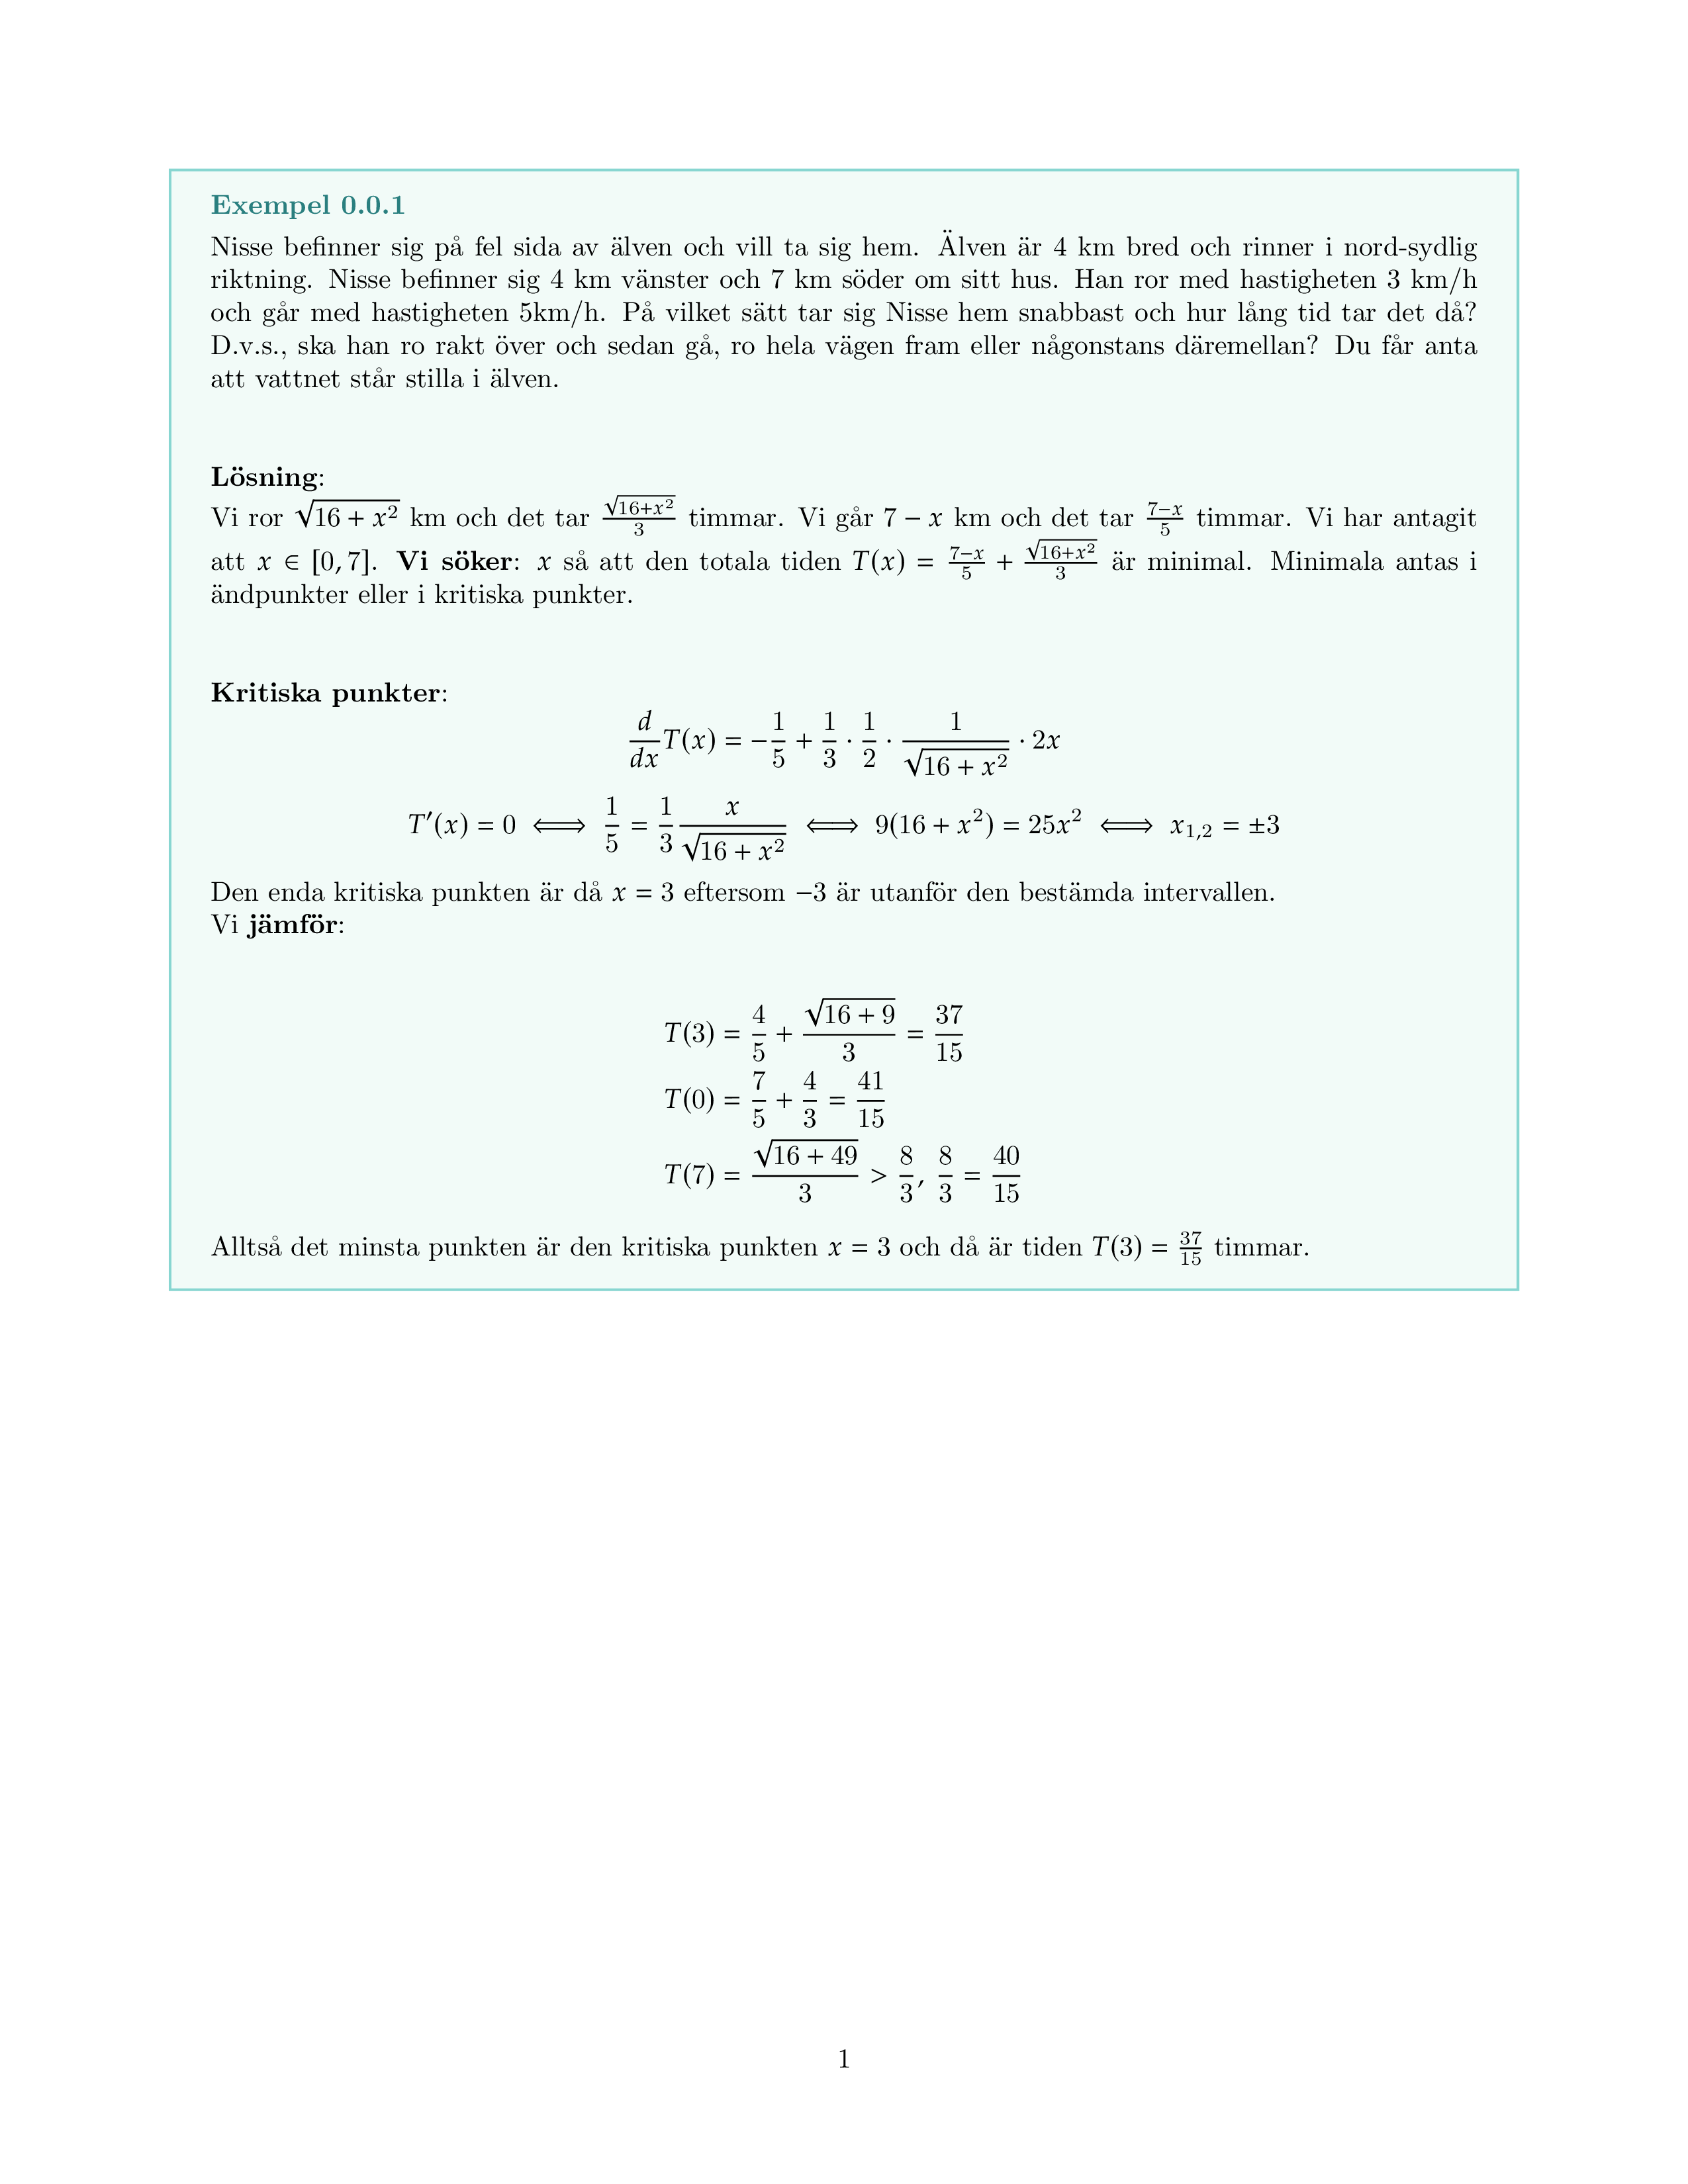 Exempel 0.0.1
Nisse befinner sig på fel sida av älven och vill ta sig hem. Älven är 4 km bred och rinner i nord-sydlig
riktning. Nisse befinner sig 4 km vänster och 7 km söder om sitt hus. Han ror med hastigheten 3 km/h
och går med hastigheten 5km/h. På vilket sätt tar sig Nisse hem snabbast och hur lång tid tar det då?
D.v.s., ska han ro rakt över och sedan gå, ro hela vägen fram eller någonstans däremellan? Du får anta
att vattnet står stilla i älven.
Lösning:
Vi ror $\sqrt{16 + x^2}$ km och det tar $\frac{\sqrt{16+x^2}}{3}$ timmar. Vi går $7 - x$ km och det tar $\frac{7-x}{5}$ timmar. Vi har antagit
att $x \in [0, 7]$. Vi söker: $x$ så att den totala tiden $T(x) = \frac{7-x}{5} + \frac{\sqrt{16+x^2}}{3}$ är minimal. Minimala antas i
ändpunkter eller i kritiska punkter.
Kritiska punkter:
$\frac{d}{dx}T(x) = -\frac{1}{5} + \frac{1}{3} \cdot \frac{1}{2} \cdot \frac{1}{\sqrt{16 + x^2}} \cdot 2x$
$T'(x) = 0 \iff \frac{1}{5} = \frac{1}{3}\frac{x}{\sqrt{16 + x^2}} \iff 9(16 + x^2) = 25x^2 \iff x_{1,2} = \pm 3$
Den enda kritiska punkten är då $x = 3$ eftersom $-3$ är utanför den bestämda intervallen.
Vi jämför:
$T(3) = \frac{4}{5} + \frac{\sqrt{16 + 9}}{3} = \frac{37}{15}$
$T(0) = \frac{7}{5} + \frac{4}{3} = \frac{41}{15}$
$T(7) = \frac{\sqrt{16 + 49}}{3} > \frac{8}{3}, \frac{8}{3} = \frac{40}{15}$
Alltså det minsta punkten är den kritiska punkten $x = 3$ och då är tiden $T(3) = \frac{37}{15}$ timmar.
1